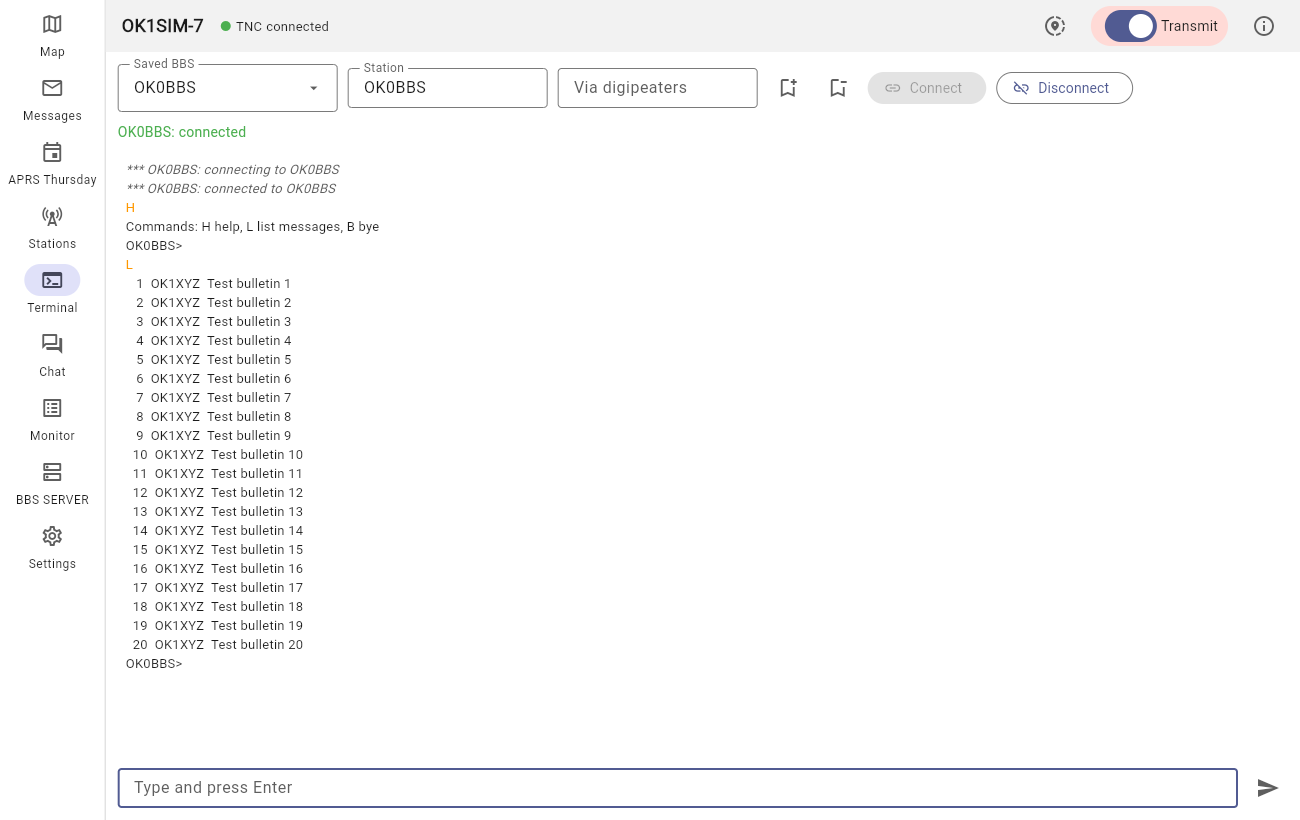 OK1SIM-7
TNC connected
Transmit
Map
Messages
APRS Thursday
Stations
Terminal
Chat
Monitor
BBS SERVER
Settings
Saved BBS
OK0BBS
Station
OK0BBS
Via digipeaters
Connect
Disconnect
OK0BBS: connected
*** OK0BBS: connecting to OK0BBS
*** OK0BBS: connected to OK0BBS
H
Commands: H help, L list messages, B bye
OK0BBS>
L
1 OK1XYZ Test bulletin 1
2 OK1XYZ Test bulletin 2
3 OK1XYZ Test bulletin 3
4 OK1XYZ Test bulletin 4
5 OK1XYZ Test bulletin 5
6 OK1XYZ Test bulletin 6
7 OK1XYZ Test bulletin 7
8 OK1XYZ Test bulletin 8
9 OK1XYZ Test bulletin 9
10 OK1XYZ Test bulletin 10
11 OK1XYZ Test bulletin 11
12 OK1XYZ Test bulletin 12
13 OK1XYZ Test bulletin 13
14 OK1XYZ Test bulletin 14
15 OK1XYZ Test bulletin 15
16 OK1XYZ Test bulletin 16
17 OK1XYZ Test bulletin 17
18 OK1XYZ Test bulletin 18
19 OK1XYZ Test bulletin 19
20 OK1XYZ Test bulletin 20
OK0BBS>
Type and press Enter